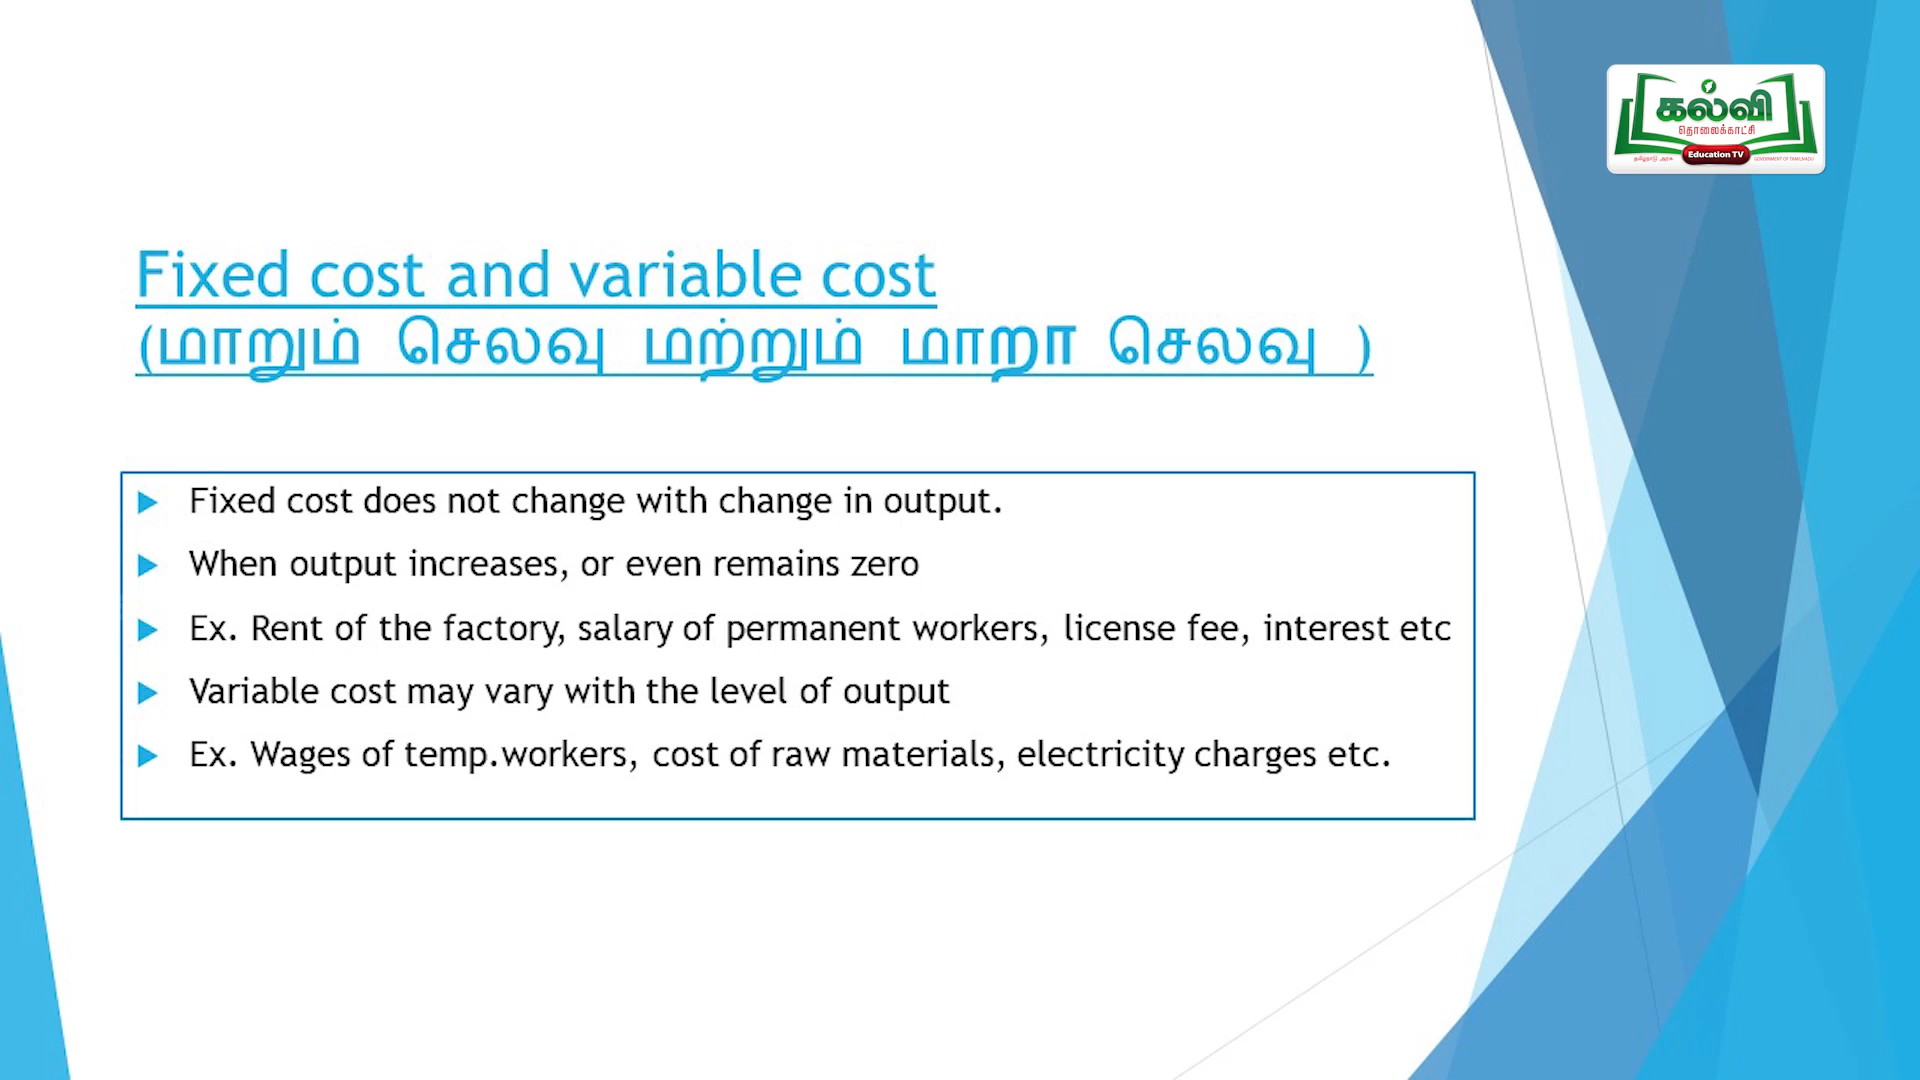 கல்வி
தொலைக்காட்சி
Education TV
தமிழ்நாடு அரசு
GOVERNMENT OF TAMILNADU
Fixed cost and variable cost
(மாறும் செலவு மற்றும் மாறா செலவு )
Fixed cost does not change with change in output.
When output increases, or even remains zero
Ex. Rent of the factory, salary of permanent workers, license fee, interest etc
Variable cost may vary with the level of output
Ex. Wages of temp.workers, cost of raw materials, electricity charges etc.